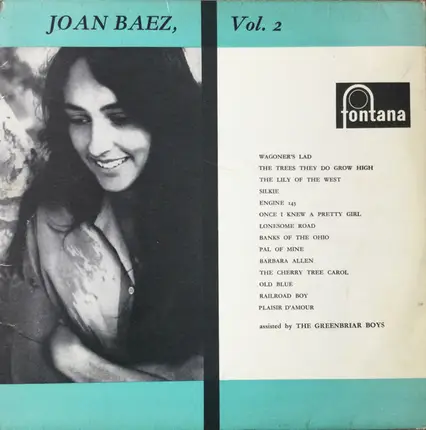 JOAN BAEZ, Vol. 2
fontana
WAGONER'S LAD
THE TREES THEY DO GROW HIGH
THE LILY OF THE WEST
SILKIE
ENGINE 143
ONCE I KNEW A PRETTY GIRL
LONESOME ROAD
BANKS OF THE OHIO
PAL OF MINE
BARBARA ALLEN
THE CHERRY TREE CAROL
OLD BLUE
RAILROAD BOY
PLAISIR D'AMOUR
assisted by THE GREENBRIAR BOYS